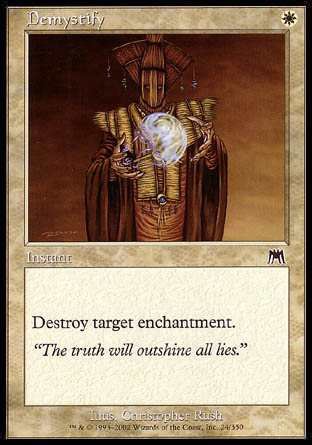 Demystify
Instant
Destroy target enchantment.
“The truth will outshine all lies.”
Illus. Christopher Rush
™ & © 1993–2002 Wizards of the Coast, Inc. 24/350